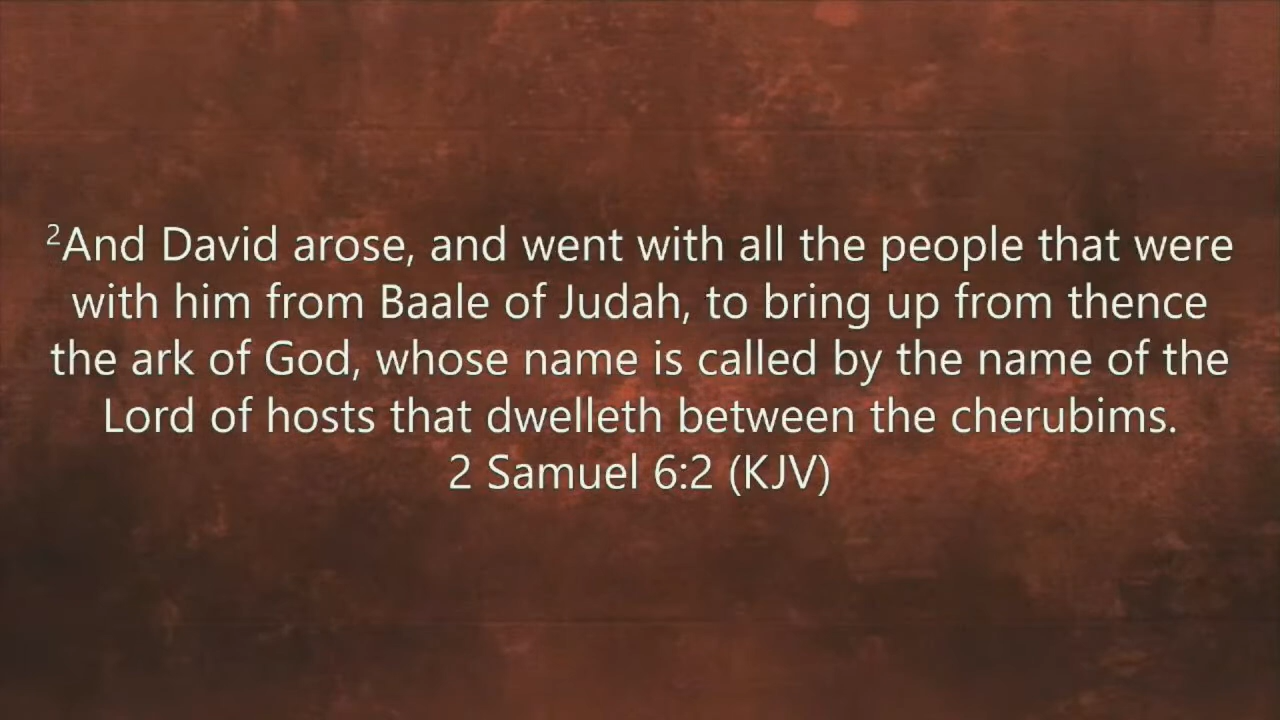 ²And David arose, and went with all the people that were
with him from Baale of Judah, to bring up from thence
the ark of God, whose name is called by the name of the
Lord of hosts that dwelleth between the cherubims.
2 Samuel 6:2 (KJV)